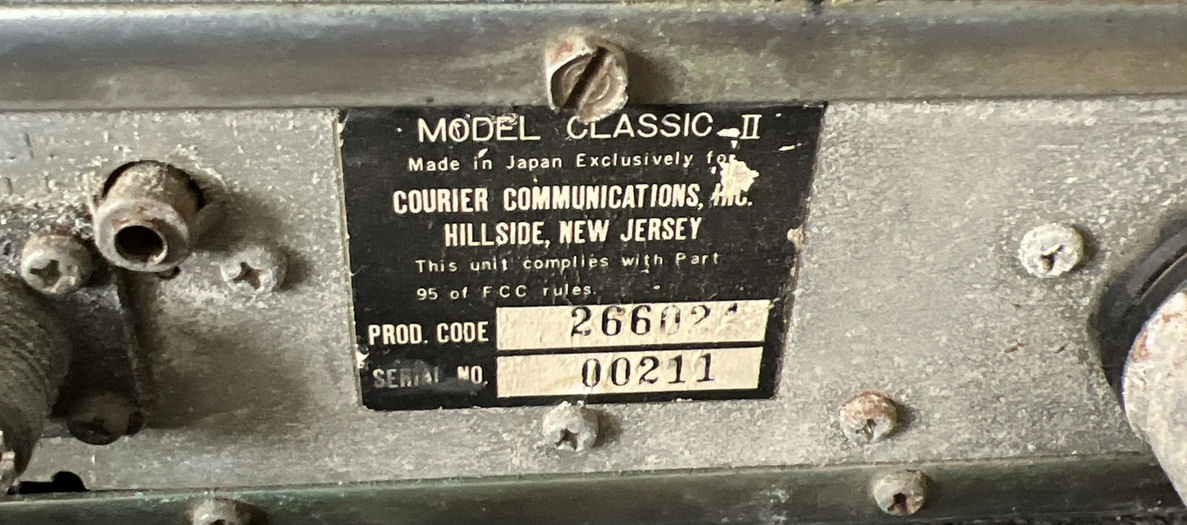 MODEL CLASSIC II
Made in Japan Exclusively for
COURIER COMMUNICATIONS, INC.
HILLSIDE, NEW JERSEY
This unit complies with Part
95 of FCC rules.
PROD. CODE
SERIAL NO. 00211